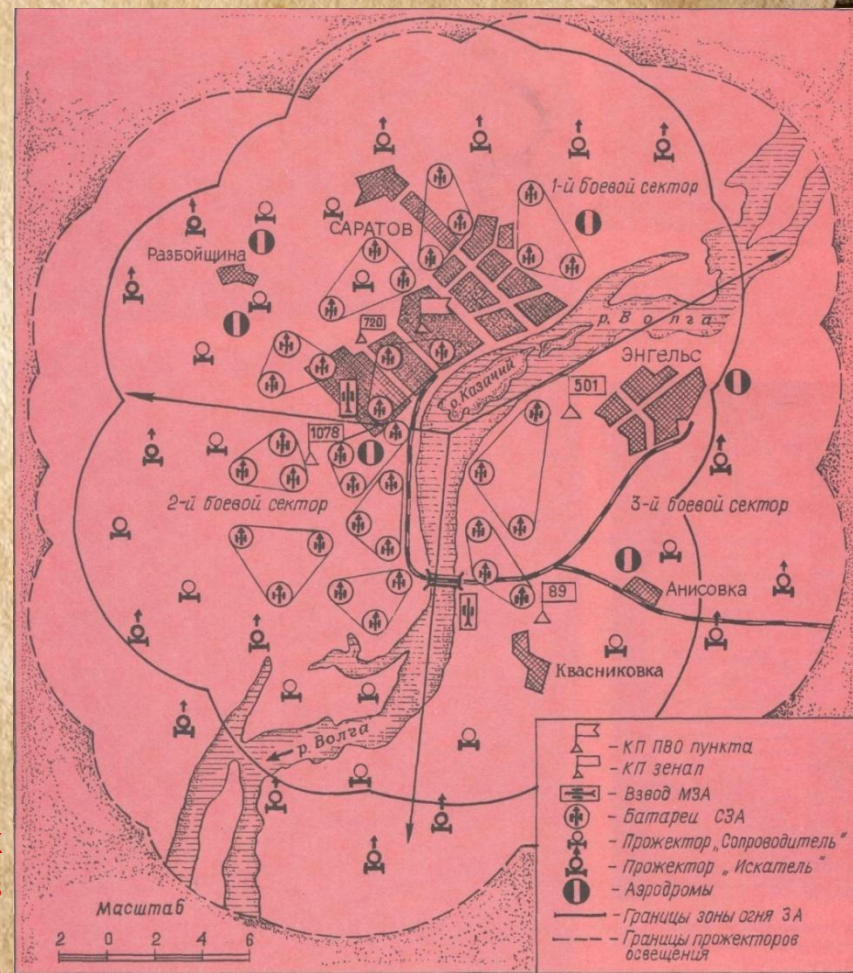 1-й боевой сектор
САРАТОВ
Разбойщина
р. Волга
720
ЭНГЕЛЬС
р. Казачий
501
1078
2-й боевой сектор
3-й боевой сектор
Анисовка
89
Квасниковка
р. Волга
- КП ПВО пункта
- КП зенап
- Взвод МЗА
- Батареи СЗА
- Прожектор „Сопроводитель"
- Прожектор „Искатель"
- Аэродромы
- Границы зоны огня ЗА
- Границы прожекторов
освещения
Масштаб
2 0 2 4 6